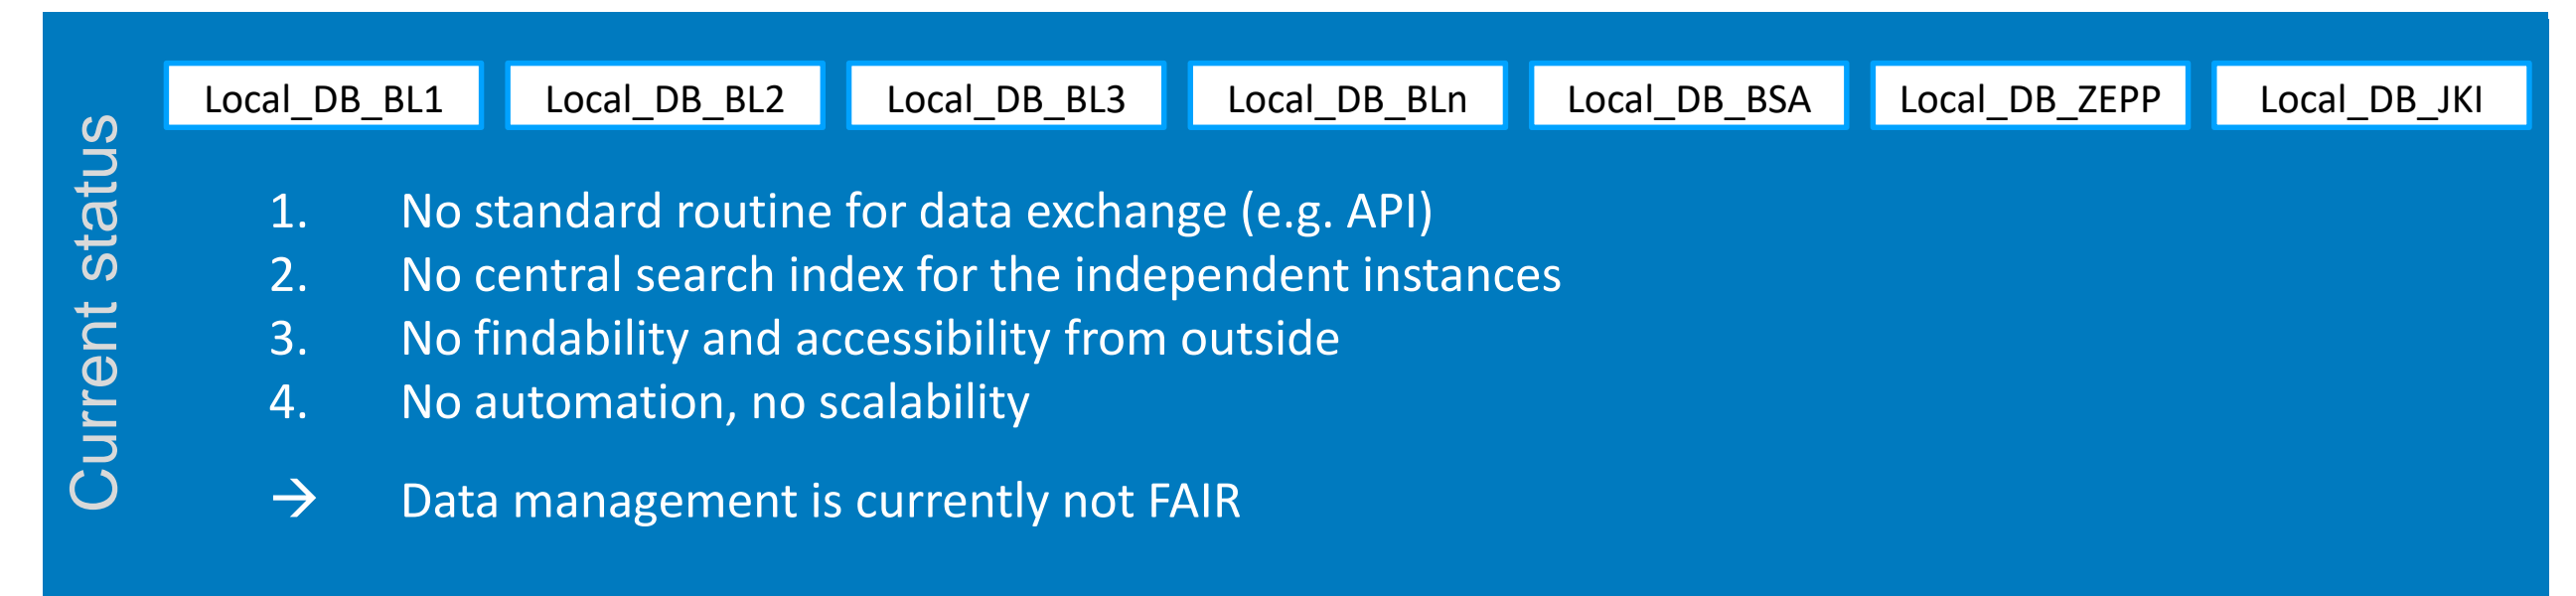 Current status
Local_DB_BL1 Local_DB_BL2 Local_DB_BL3 Local_DB_BLn Local_DB_BSA Local_DB_ZEPP Local_DB_JKI
1. No standard routine for data exchange (e.g. API)
2. No central search index for the independent instances
3. No findability and accessibility from outside
4. No automation, no scalability
→ Data management is currently not FAIR